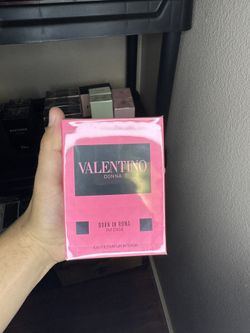 VALENTINO
DONNA
BORN IN ROMA
INTENSE
EAU DE PARFUM INTENSE